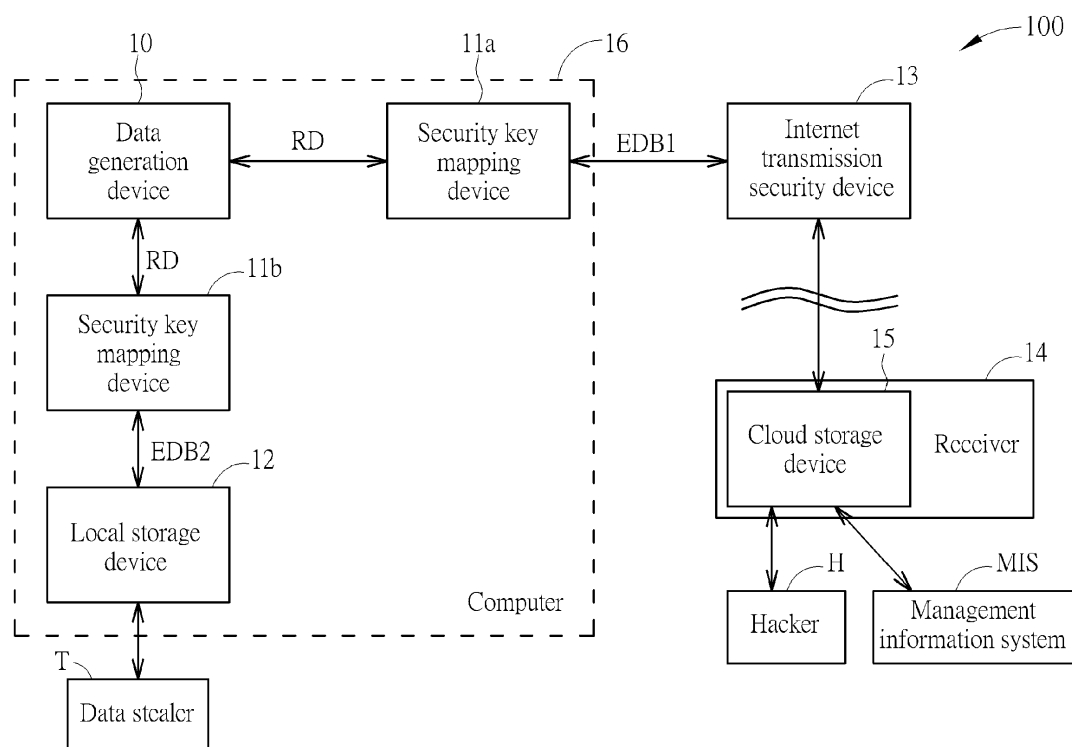 100
10
11a
16
13
Data
generation
device
RD
Security key
mapping
device
EDB1
Internet
transmission
security device
RD
11b
Security key
mapping
device
15
14
Cloud storage
device
Receiver
EDB2
12
Local storage
device
Computer
H
MIS
Hacker
Management
information system
T
Data stealer